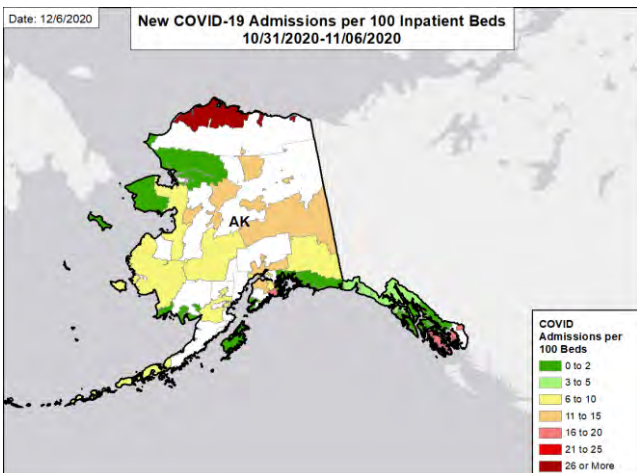 Date: 12/6/2020
New COVID-19 Admissions per 100 Inpatient Beds
10/31/2020-11/06/2020
AK
COVID
Admissions per
100 Beds
0 to 2
3 to 5
6 to 10
11 to 15
16 to 20
21 to 25
26 or More